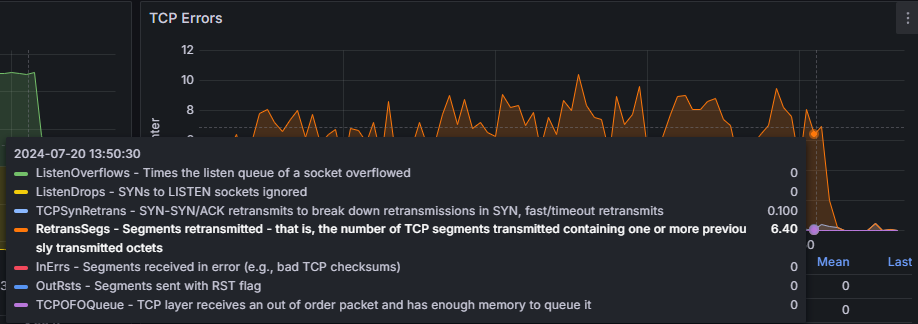 TCP Errors
12
10
8
nter
2024-07-20 13:50:30
ListenOverflows - Times the listen queue of a socket overflowed 0
ListenDrops - SYNs to LISTEN sockets ignored 0
TCPSynRetrans - SYN-SYN/ACK retransmits to break down retransmissions in SYN, fast/timeout retransmits 0.100
RetransSegs - Segments retransmitted - that is, the number of TCP segments transmitted containing one or more previou
sly transmitted octets 6.40
InErrs - Segments received in error (e.g., bad TCP checksums) 0
OutRsts - Segments sent with RST flag 0
TCPOFOQueue - TCP layer receives an out of order packet and has enough memory to queue it 0
Mean Last
0 0
0 0